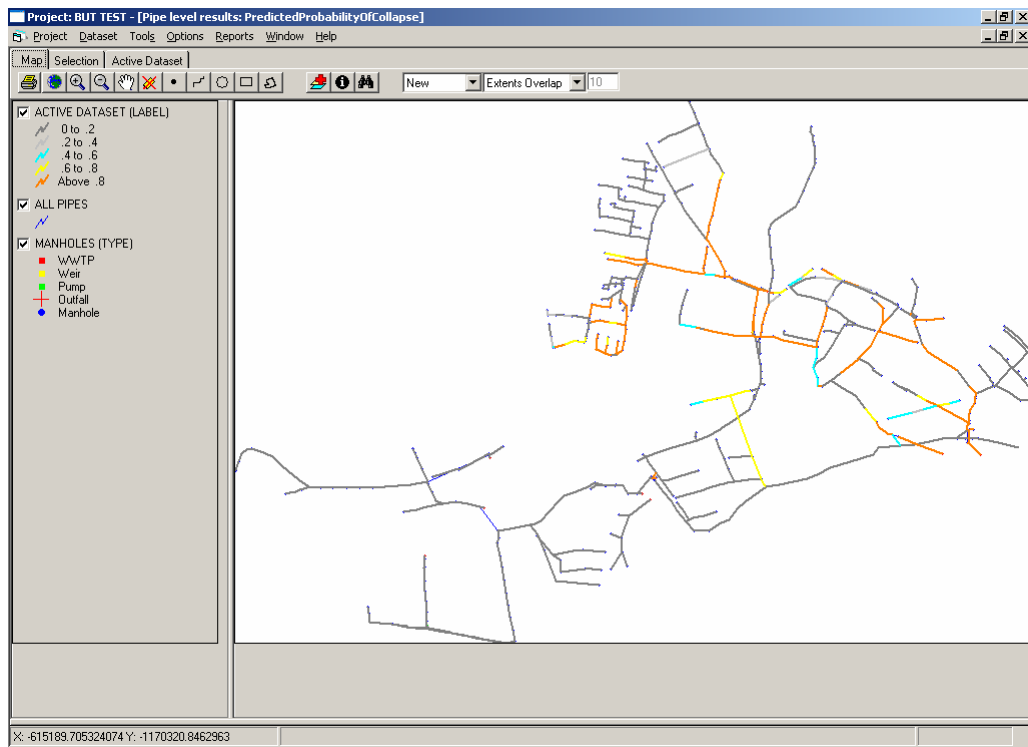 Project: BUT TEST - [Pipe level results: PredictedProbabilityOfCollapse]
Project Dataset Tools Options Reports Window Help
Map Selection Active Dataset
New Extents Overlap 10
ACTIVE DATASET (LABEL)
0 to .2
.2 to .4
.4 to .6
.6 to .8
Above .8
ALL PIPES
MANHOLES (TYPE)
WWTP
Weir
Pump
Outfall
Manhole
X: -615189.705324074 Y: -1170320.8462963